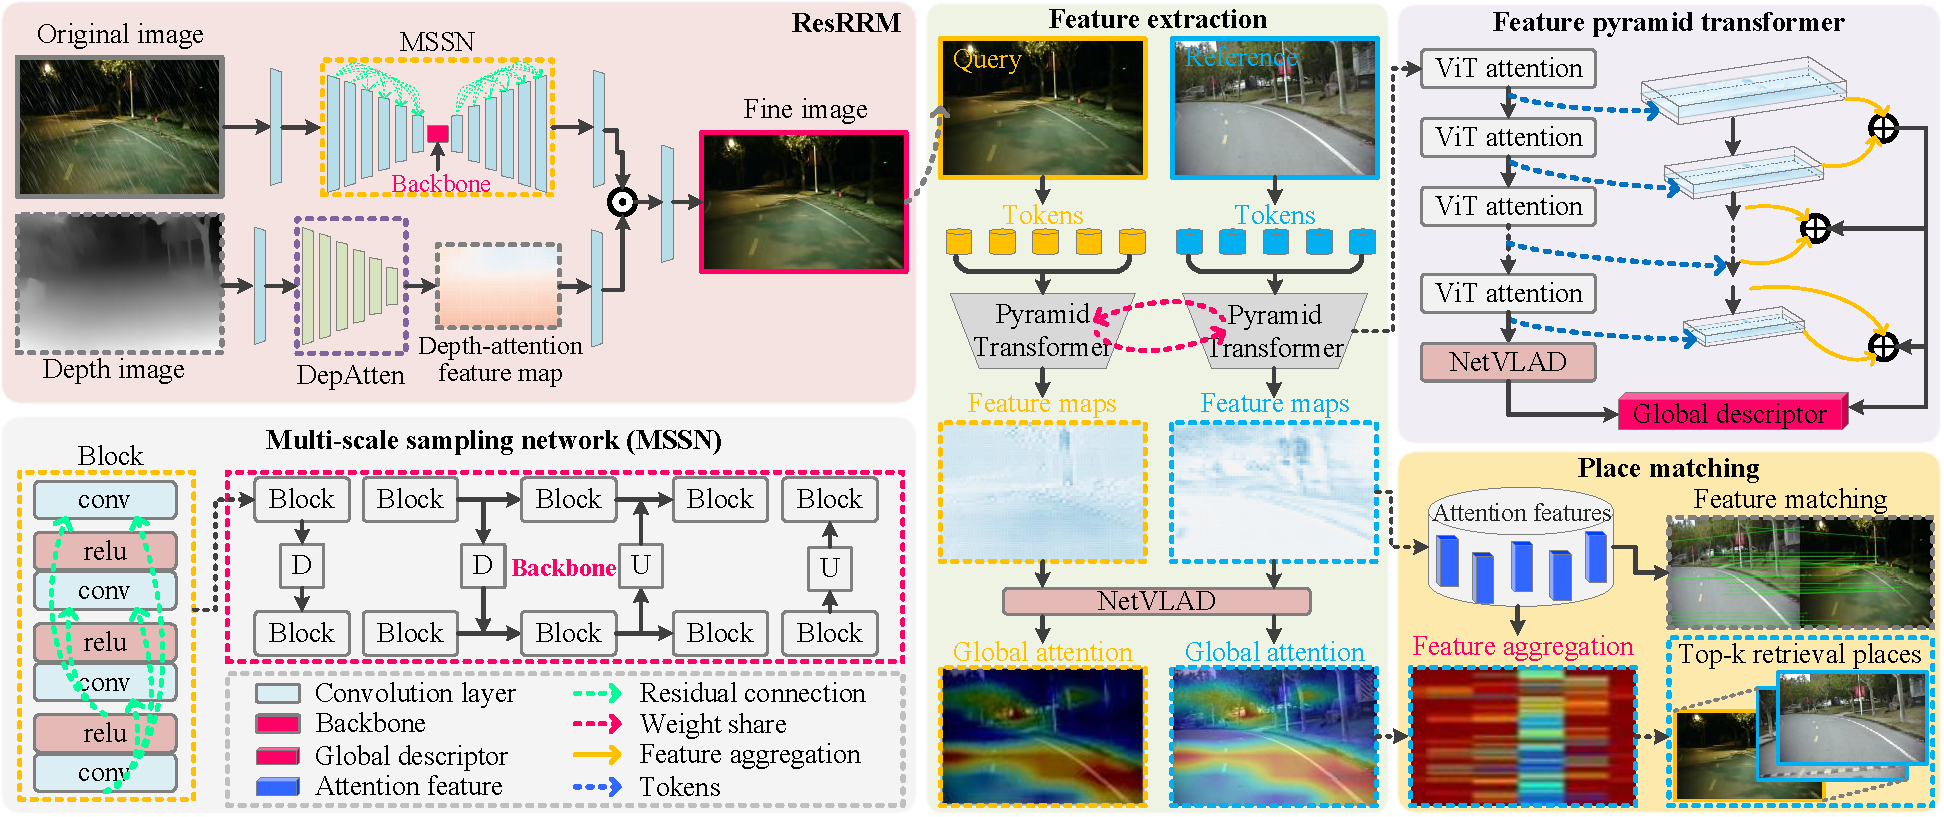 ResRRM
Original image
MSSN
Backbone
Fine image
Depth image
DepAtten
Depth-attention
feature map
Multi-scale sampling network (MSSN)
Block
conv
relu
conv
relu
conv
relu
conv
Block
Block
Block
Block
Block
D
D
Backbone
U
U
Block
Block
Block
Block
Block
Convolution layer
Backbone
Global descriptor
Attention feature
Residual connection
Weight share
Feature aggregation
Tokens
Feature extraction
Query
Reference
Tokens
Tokens
Pyramid
Transformer
Pyramid
Transformer
Feature maps
Feature maps
NetVLAD
Global attention
Global attention
Feature pyramid transformer
ViT attention
ViT attention
ViT attention
ViT attention
NetVLAD
Global descriptor
Place matching
Attention features
Feature matching
Feature aggregation
Top-k retrieval places